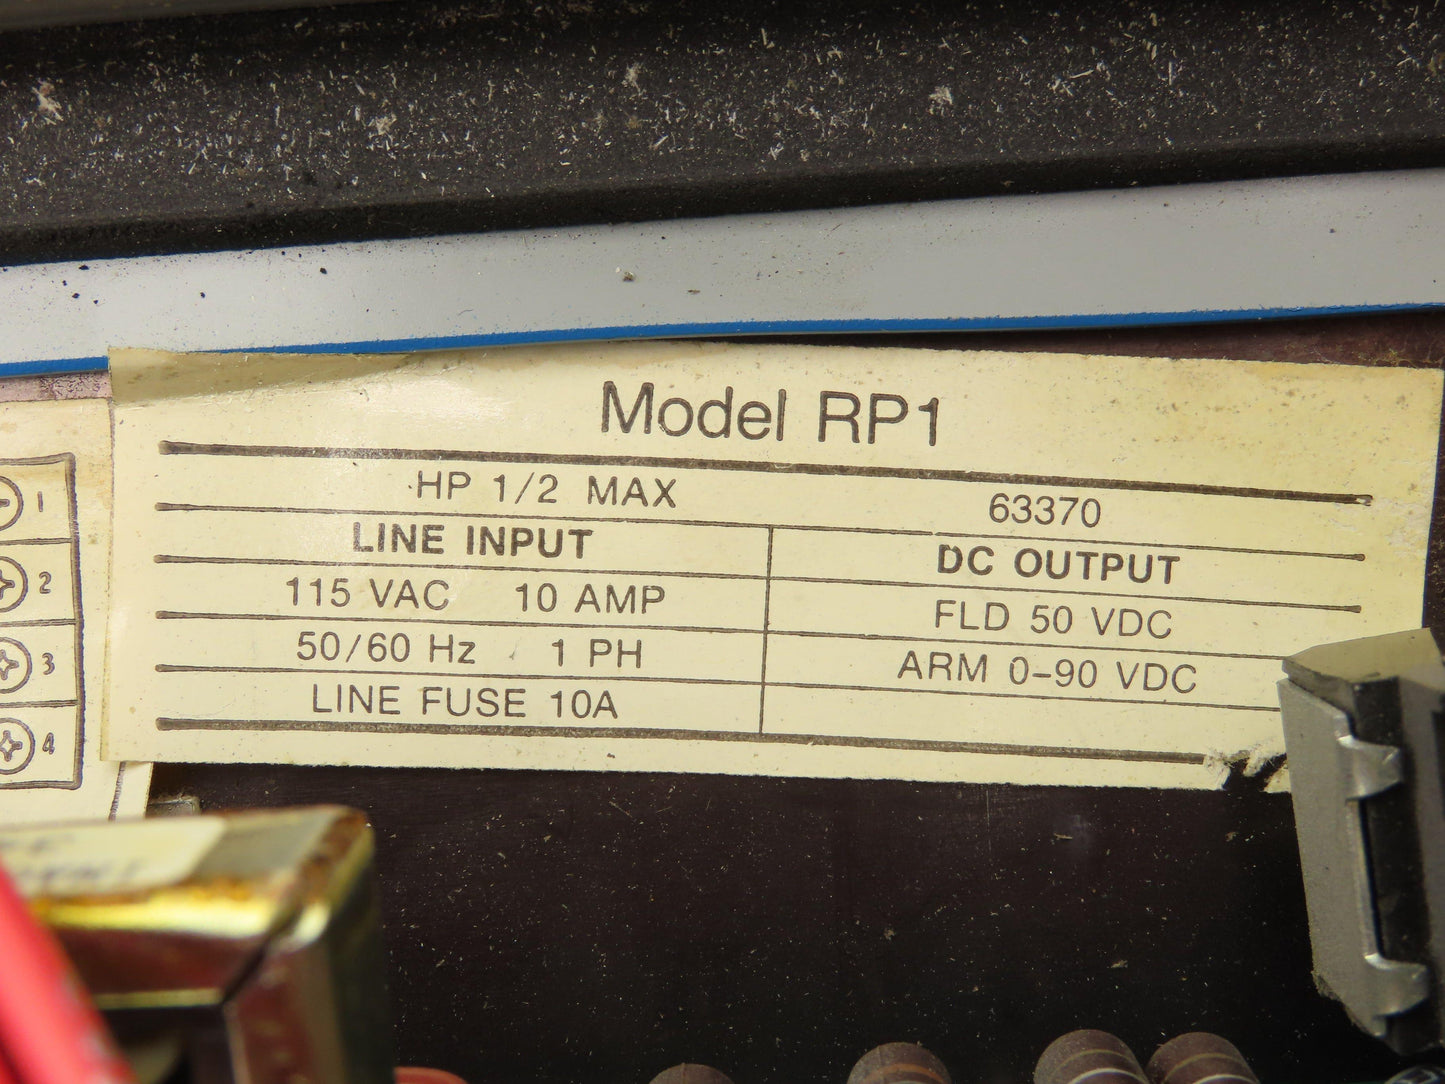 Model RP1
HP 1/2 MAX 63370
LINE INPUT DC OUTPUT
115 VAC 10 AMP FLD 50 VDC
50/60 Hz 1 PH ARM 0-90 VDC
LINE FUSE 10A
1
2
3
4